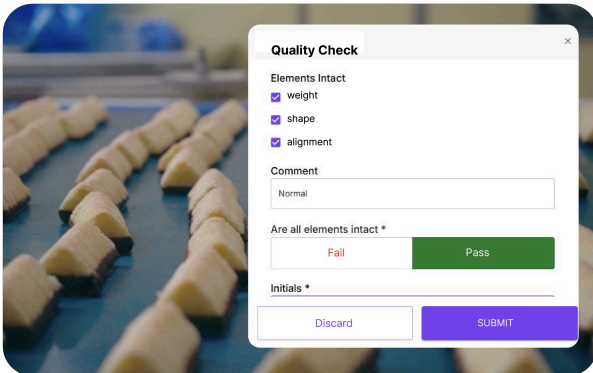 Quality Check
×
Elements Intact
weight
shape
alignment
Comment
Normal
Are all elements intact *
Fail
Pass
Initials *
Discard
SUBMIT